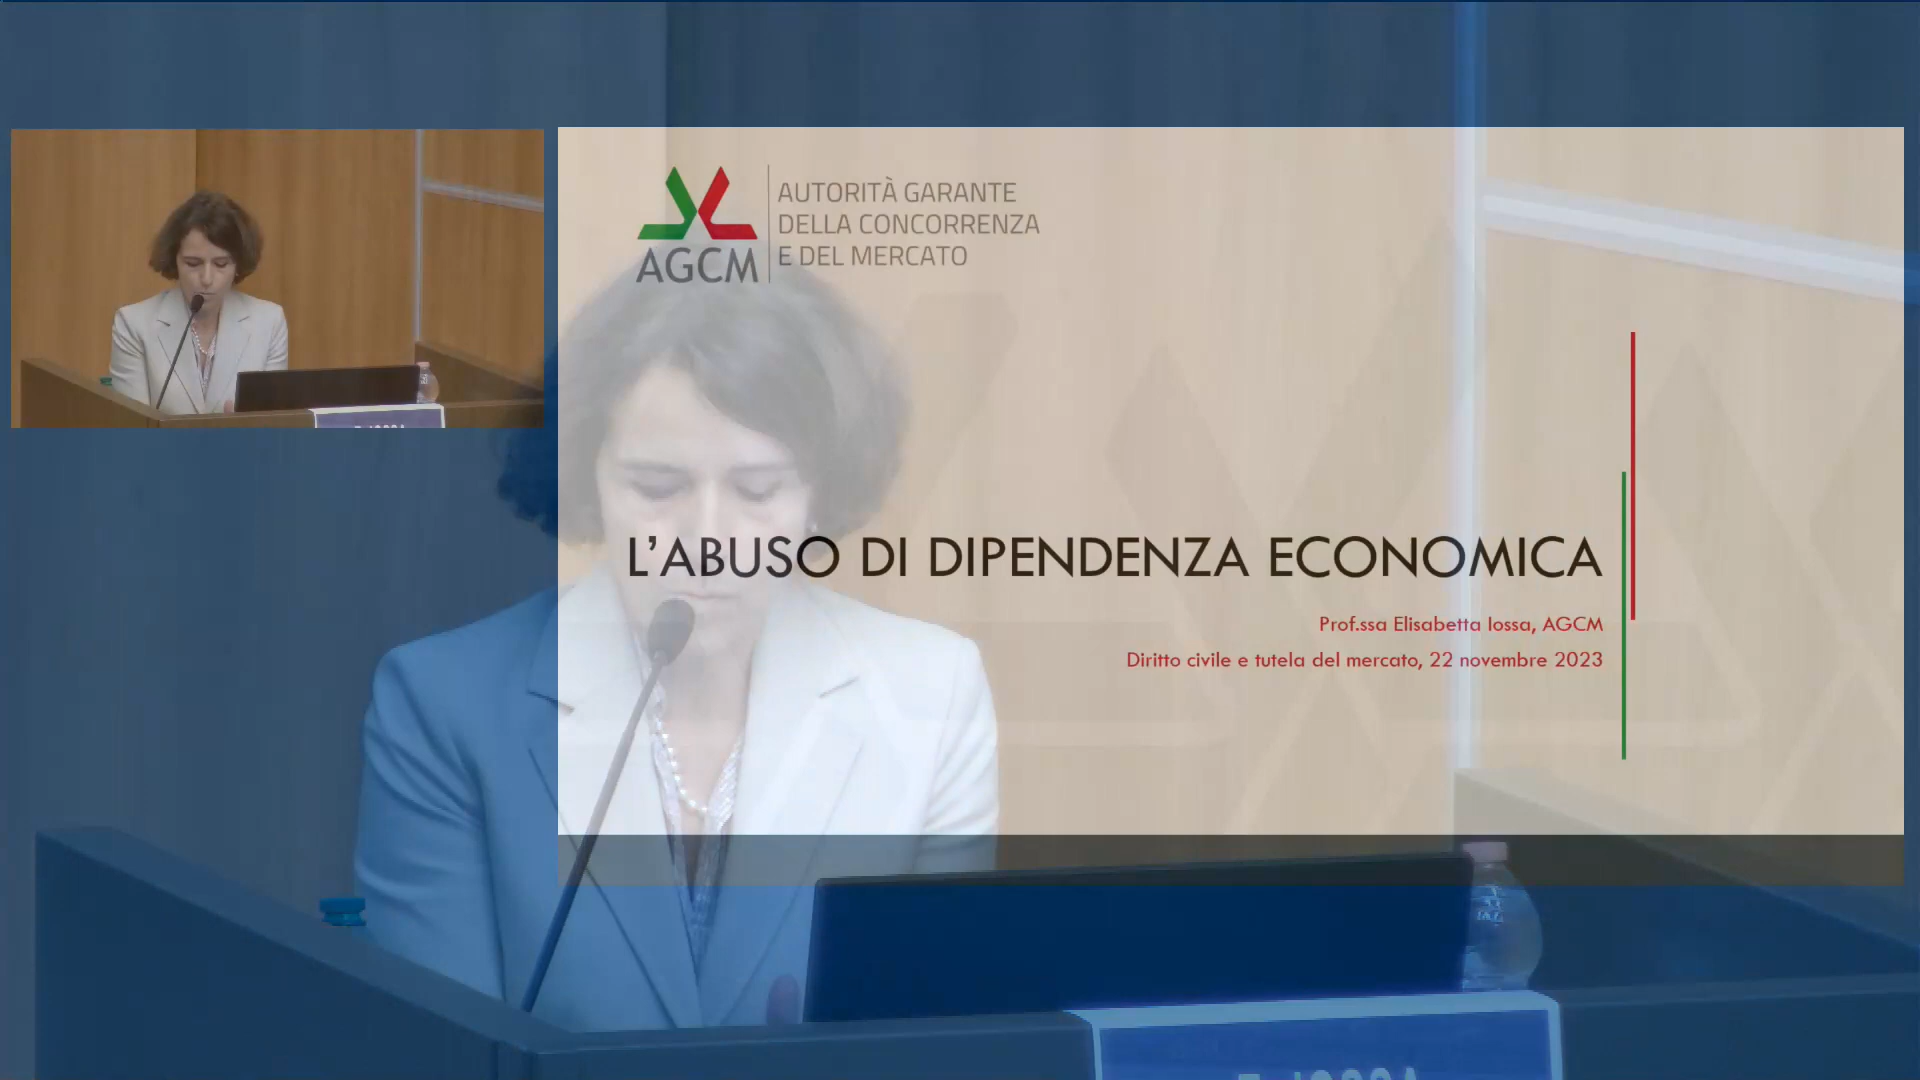 AGCM
AUTORITÀ GARANTE
DELLA CONCORRENZA
E DEL MERCATO
L'ABUSO DI DIPENDENZA ECONOMICA
Prof.ssa Elisabetta Iossa, AGCM
Diritto civile e tutela del mercato, 22 novembre 2023